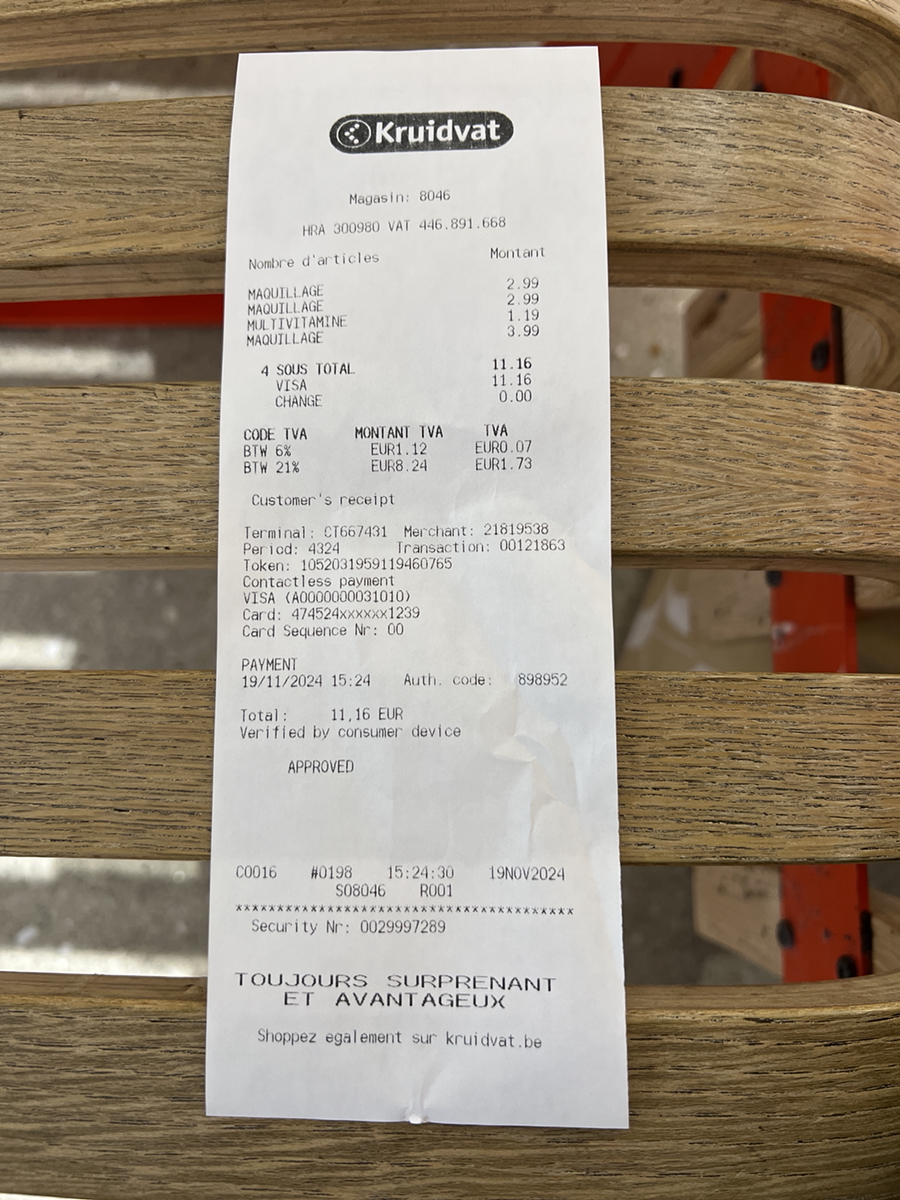 Kruidvat
Magasin: 8046
HRA 300980 VAT 446.891.668
Nombre d'articles Montant
MAQUILLAGE 2.99
MAQUILLAGE 2.99
MULTIVITAMINE 1.19
MAQUILLAGE 3.99
4 SOUS TOTAL 11.16
VISA 11.16
CHANGE 0.00
CODE TVA MONTANT TVA TVA
BTW 6% EUR1.12 EUR0.07
BTW 21% EUR8.24 EUR1.73
Customer's receipt
Terminal: CT667431 Merchant: 21819538
Period: 4324 Transaction: 00121863
Token: 1052031959119460765
Contactless payment
VISA (A0000000031010)
Card: 474524xxxxxx1239
Card Sequence Nr: 00
PAYMENT
19/11/2024 15:24 Auth. code: 898952
Total: 11,16 EUR
Verified by consumer device
APPROVED
C0016 #0198 15:24:30 19NOV2024
S08046 R001
*****************************************
Security Nr: 0029997289
TOUJOURS SURPRENANT
ET AVANTAGEUX
Shoppez egalement sur kruidvat.be